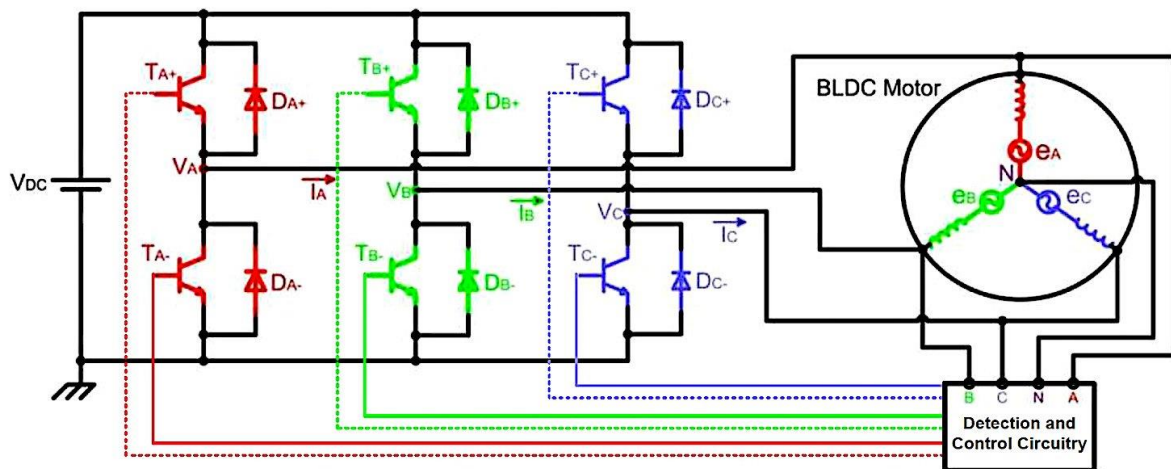 TA+
DA+
TB+
DB+
TC+
DC+
BLDC Motor
eA
N
eB
eC
VDC
VA
IA
VB
IB
VC
IC
TA-
DA-
TB-
DB-
TC-
DC-
B C N A
Detection and
Control Circuitry